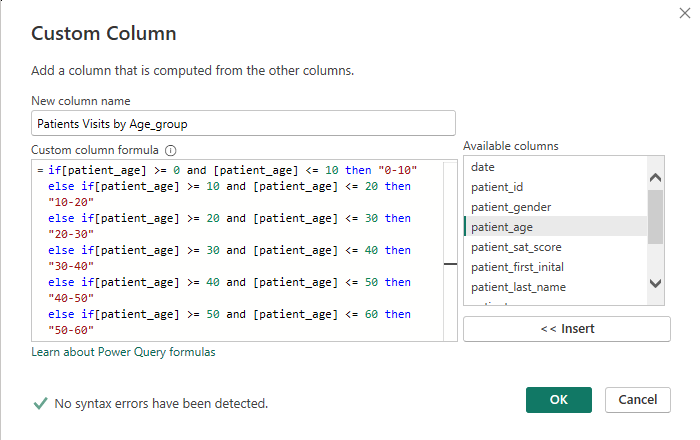 Custom Column
Add a column that is computed from the other columns.
New column name
Patients Visits by Age_group
Custom column formula
= if[patient_age] >= 0 and [patient_age] <= 10 then "0-10"
else if[patient_age] >= 10 and [patient_age] <= 20 then
"10-20"
else if[patient_age] >= 20 and [patient_age] <= 30 then
"20-30"
else if[patient_age] >= 30 and [patient_age] <= 40 then
"30-40"
else if[patient_age] >= 40 and [patient_age] <= 50 then
"40-50"
else if[patient_age] >= 50 and [patient_age] <= 60 then
"50-60"
Learn about Power Query formulas
Available columns
date
patient_id
patient_gender
patient_age
patient_sat_score
patient_first_inital
patient_last_name
<< Insert
No syntax errors have been detected.
OK
Cancel